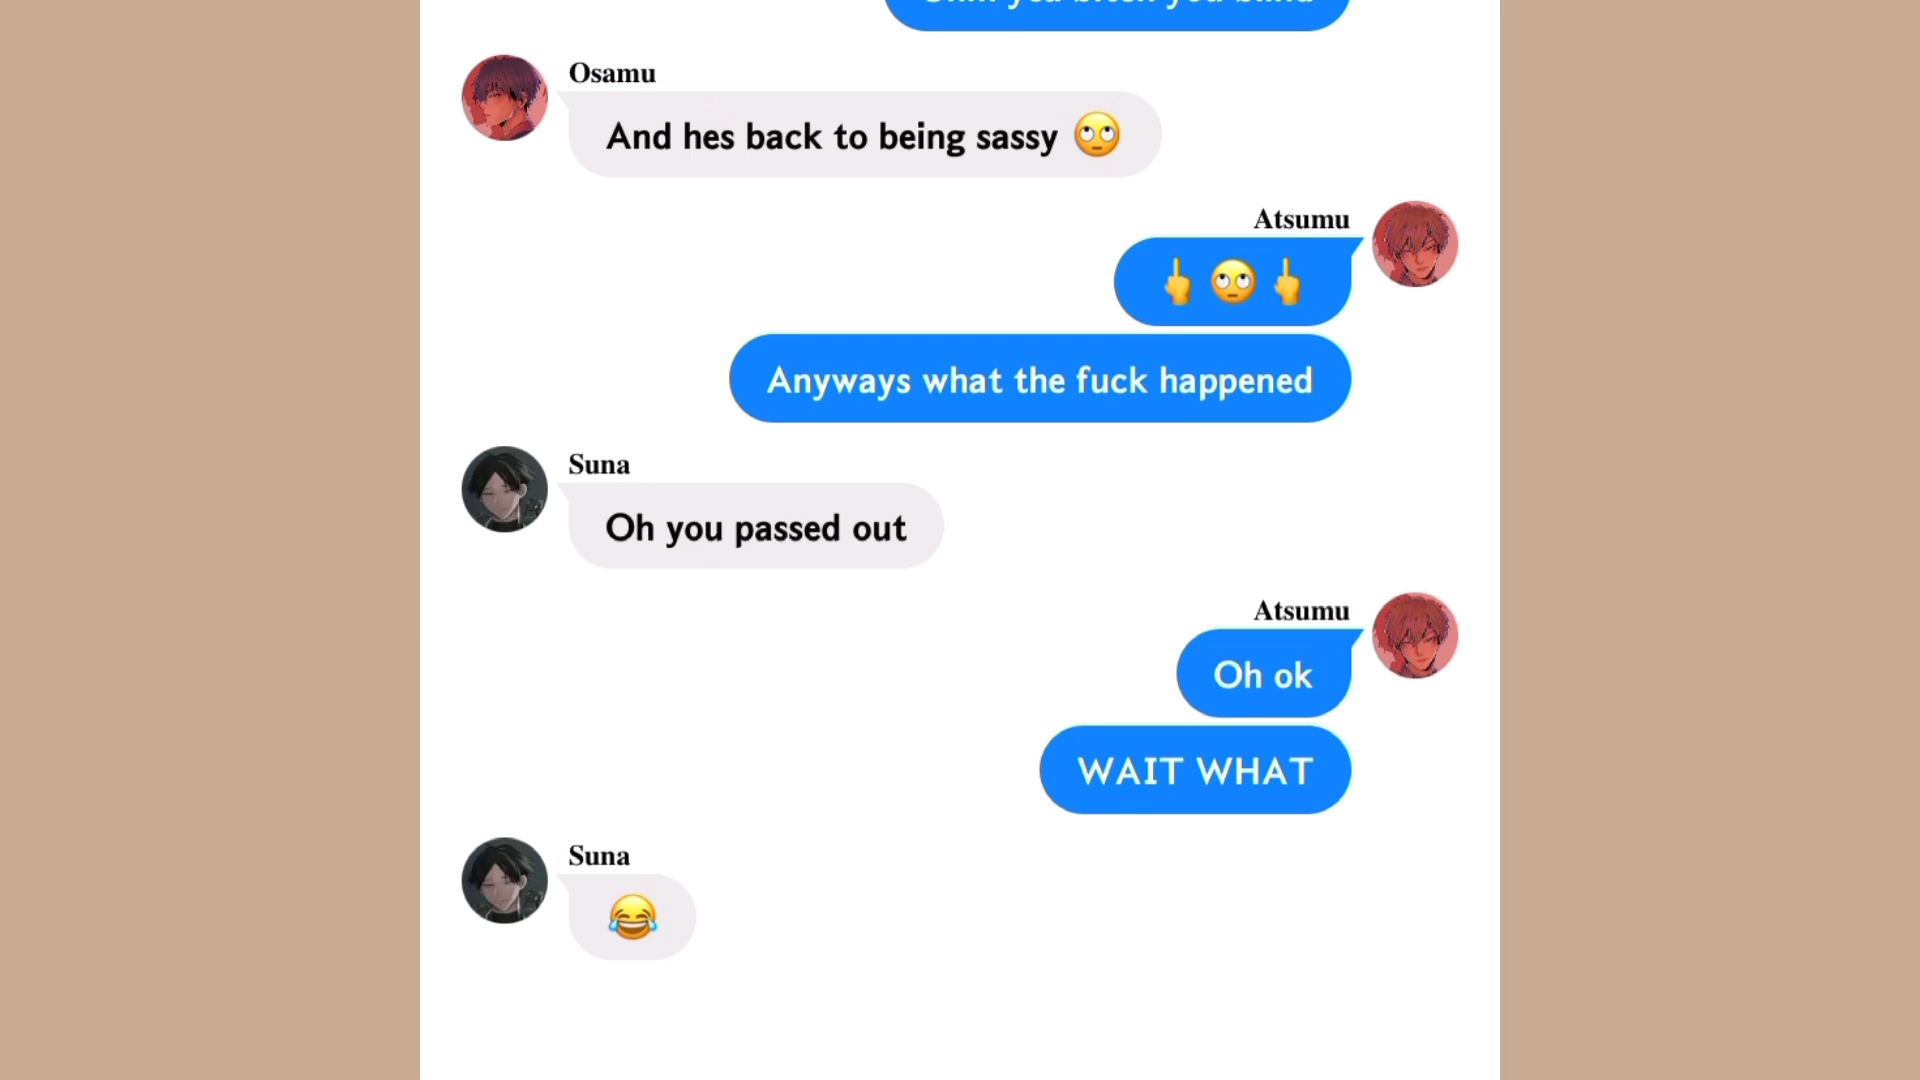 Osamu
And hes back to being sassy 🙄
Atsumu
🖕🙄🖕
Anyways what the fuck happened
Suna
Oh you passed out
Atsumu
Oh ok
WAIT WHAT
Suna
😂